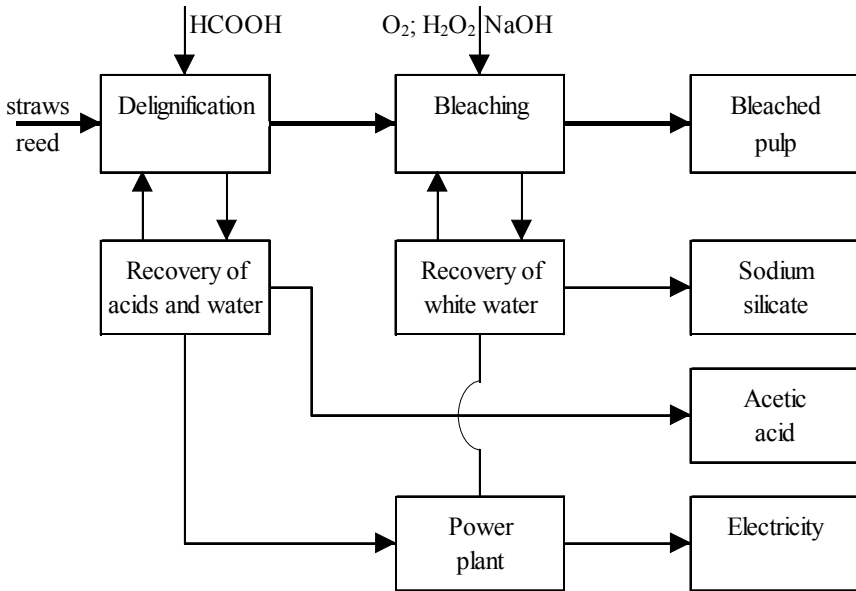 HCOOH
O₂; H₂O₂ NaOH
straws
reed
Delignification
Bleaching
Bleached
pulp
Recovery of
acids and water
Recovery of
white water
Sodium
silicate
Acetic
acid
Power
plant
Electricity